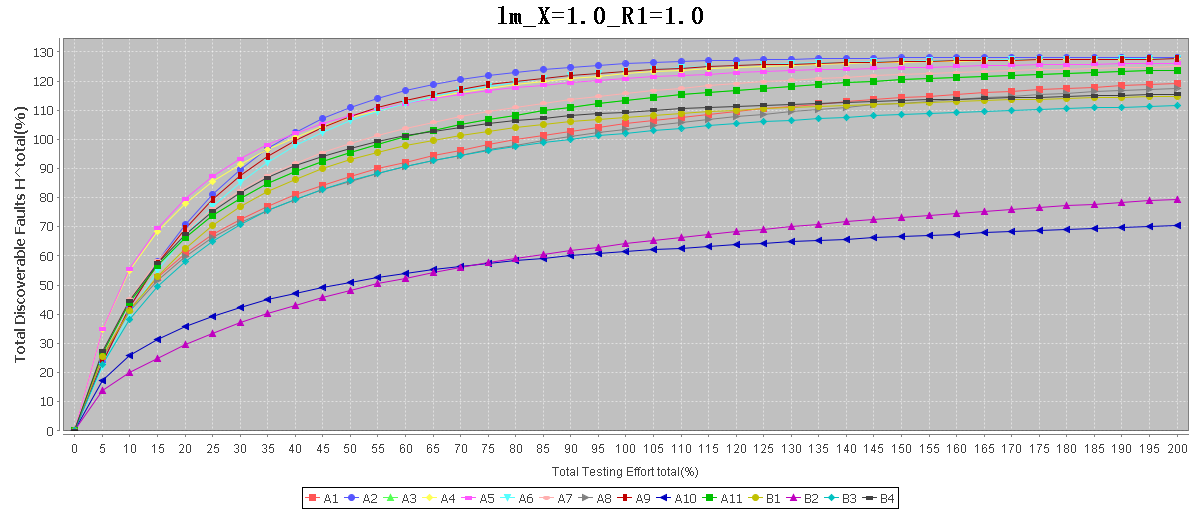 lm_X=1.0_R1=1.0
Total Discoverable Faults H^total(%)
130
120
110
100
90
80
70
60
50
40
30
20
10
0
0 5 10 15 20 25 30 35 40 45 50 55 60 65 70 75 80 85 90 95 100 105 110 115 120 125 130 135 140 145 150 155 160 165 170 175 180 185 190 195 200
Total Testing Effort total(%)
A1 A2 A3 A4 A5 A6 A7 A8 A9 A10 A11 B1 B2 B3 B4